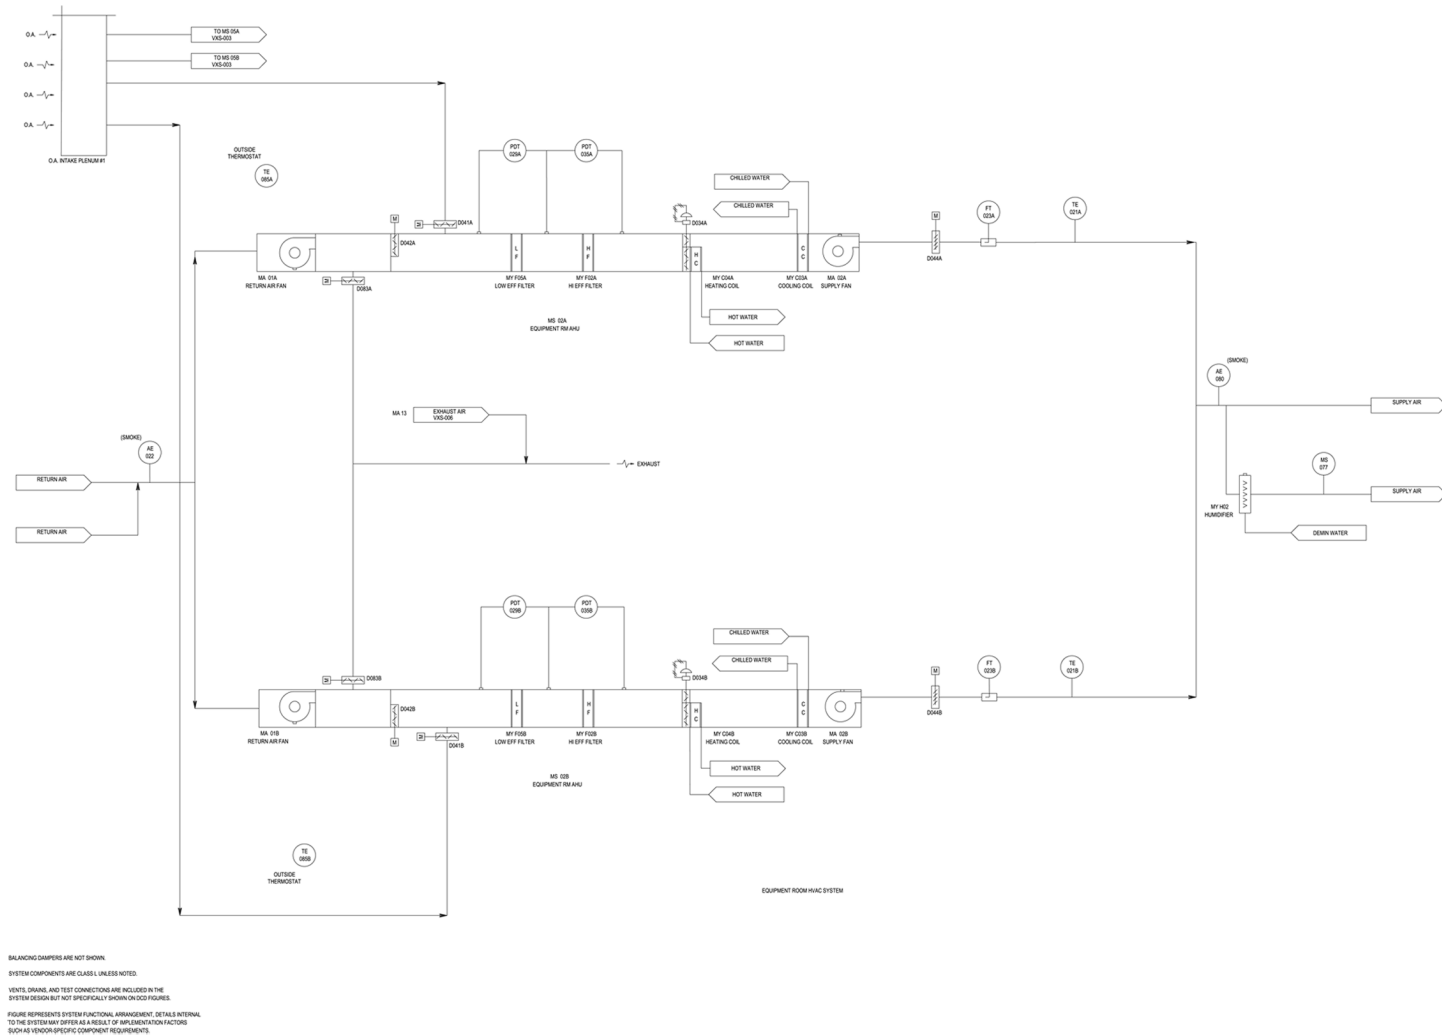 O.A.
TO MS 05A
VXS-003
O.A.
TO MS 05B
VXS-003
O.A.
O.A.
O.A. INTAKE PLENUM #1
OUTSIDE
THERMOSTAT
TE
085A
PDT
029A
PDT
035A
CHILLED WATER
CHILLED WATER
M
M
D041A
D042A
D034A
M
FT
023A
TE
021A
L
F
H
F
H
C
C
C
D044A
MA 01A
RETURN AIR FAN
M
D083A
MY F05A
LOW EFF FILTER
MY F02A
HI EFF FILTER
MY C04A
HEATING COIL
MY C03A
COOLING COIL
MA 02A
SUPPLY FAN
MS 02A
EQUIPMENT RM AHU
HOT WATER
HOT WATER
(SMOKE)
AE
080
MA 13
EXHAUST AIR
VXS-006
SUPPLY AIR
(SMOKE)
AE
022
EXHAUST
MS
077
RETURN AIR
SUPPLY AIR
MY H02
HUMIDIFIER
RETURN AIR
DEMIN WATER
PDT
029B
PDT
035B
CHILLED WATER
CHILLED WATER
M
D083B
D034B
M
FT
023B
TE
021B
D042B
L
F
H
F
H
C
C
C
D044B
MA 01B
RETURN AIR FAN
M
M
D041B
MY F05B
LOW EFF FILTER
MY F02B
HI EFF FILTER
MY C04B
HEATING COIL
MY C03B
COOLING COIL
MA 02B
SUPPLY FAN
MS 02B
EQUIPMENT RM AHU
HOT WATER
HOT WATER
TE
085B
OUTSIDE
THERMOSTAT
EQUIPMENT ROOM HVAC SYSTEM
BALANCING DAMPERS ARE NOT SHOWN.
SYSTEM COMPONENTS ARE CLASS L UNLESS NOTED.
VENTS, DRAINS, AND TEST CONNECTIONS ARE INCLUDED IN THE
SYSTEM DESIGN BUT NOT SPECIFICALLY SHOWN ON DCD FIGURES.
FIGURE REPRESENTS SYSTEM FUNCTIONAL ARRANGEMENT, DETAILS INTERNAL
TO THE SYSTEM MAY DIFFER AS A RESULT OF IMPLEMENTATION FACTORS
SUCH AS VENDOR-SPECIFIC COMPONENT REQUIREMENTS.